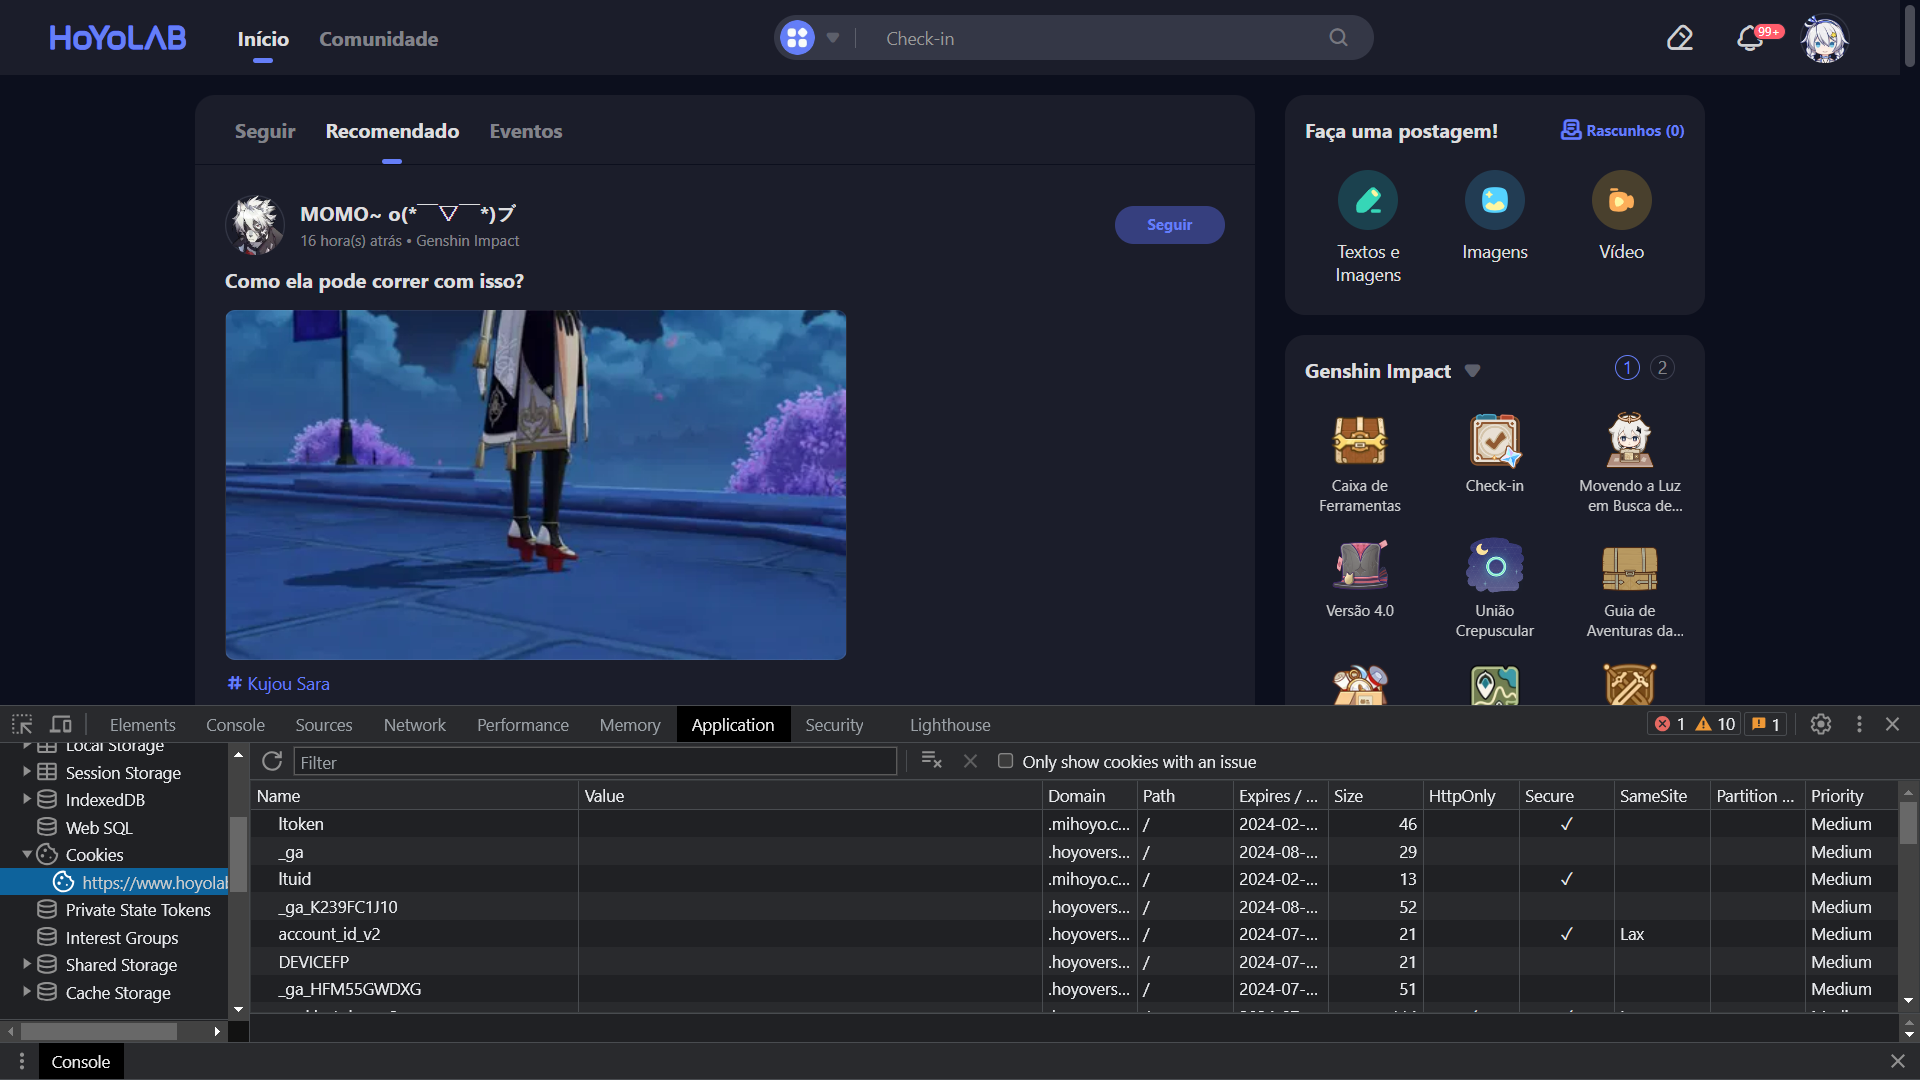 HoYoLAB
Início
Comunidade
Check-in
99+
Seguir
Recomendado
Eventos
MOMO~ o(*￣▽￣*)ブ
16 hora(s) atrás • Genshin Impact
Seguir
Como ela pode correr com isso?
# Kujou Sara
Faça uma postagem!
Rascunhos (0)
Textos e
Imagens
Imagens
Vídeo
Genshin Impact
1
2
Caixa de
Ferramentas
Check-in
Movendo a Luz
em Busca de...
Versão 4.0
União
Crepuscular
Guia de
Aventuras da...
Elements
Console
Sources
Network
Performance
Memory
Application
Security
Lighthouse
1
10
1
Local Storage
Session Storage
IndexedDB
Web SQL
Cookies
https://www.hoyolab
Private State Tokens
Interest Groups
Shared Storage
Cache Storage
Filter
Only show cookies with an issue
Name Value Domain Path Expires / ... Size HttpOnly Secure SameSite Partition ... Priority
ltoken .mihoyo.c... / 2024-02-... 46 ✓ Medium
_ga .hoyovers... / 2024-08-... 29 Medium
ltuid .mihoyo.c... / 2024-02-... 13 ✓ Medium
_ga_K239FC1J10 .hoyovers... / 2024-08-... 52 Medium
account_id_v2 .hoyovers... / 2024-07-... 21 ✓ Lax Medium
DEVICEFP .hoyovers... / 2024-07-... 21 Medium
_ga_HFM55GWDXG .hoyovers... / 2024-07-... 51 Medium
Console